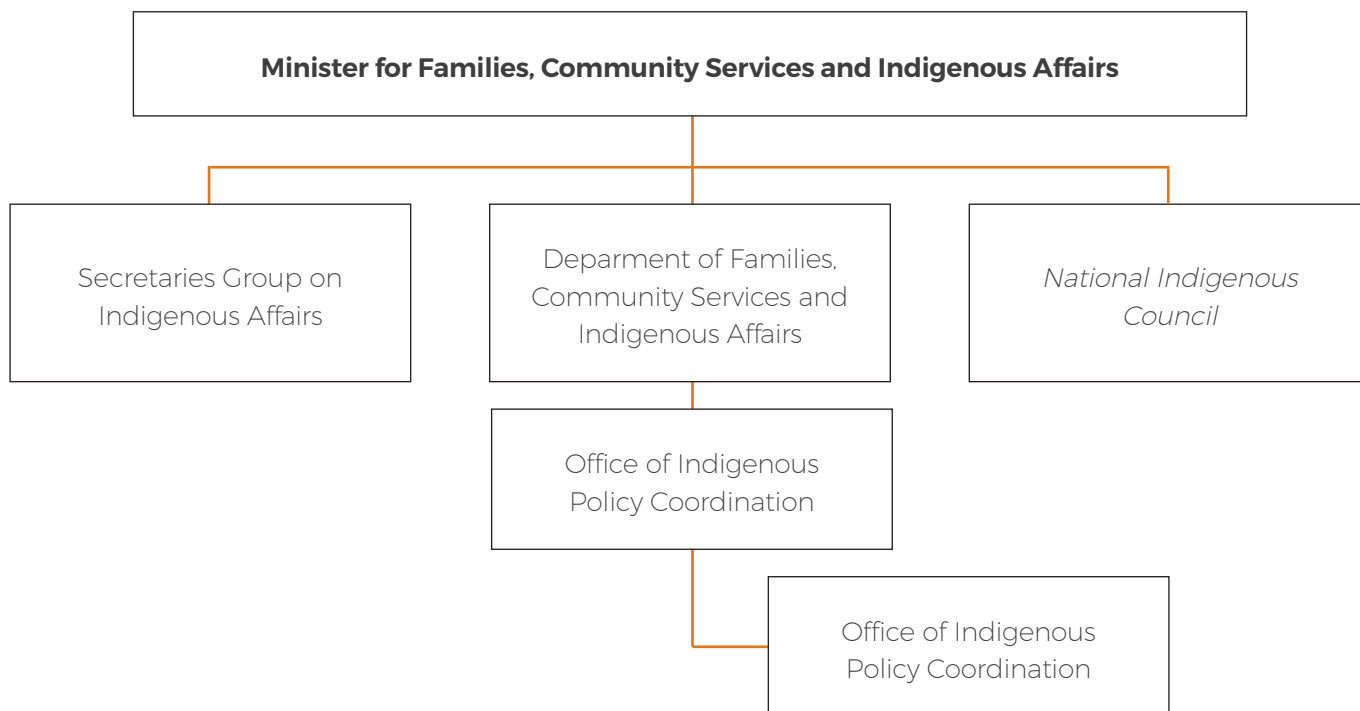 Minister for Families, Community Services and Indigenous Affairs
Secretaries Group on
Indigenous Affairs
Deparment of Families,
Community Services and
Indigenous Affairs
National Indigenous
Council
Office of Indigenous
Policy Coordination
Office of Indigenous
Policy Coordination